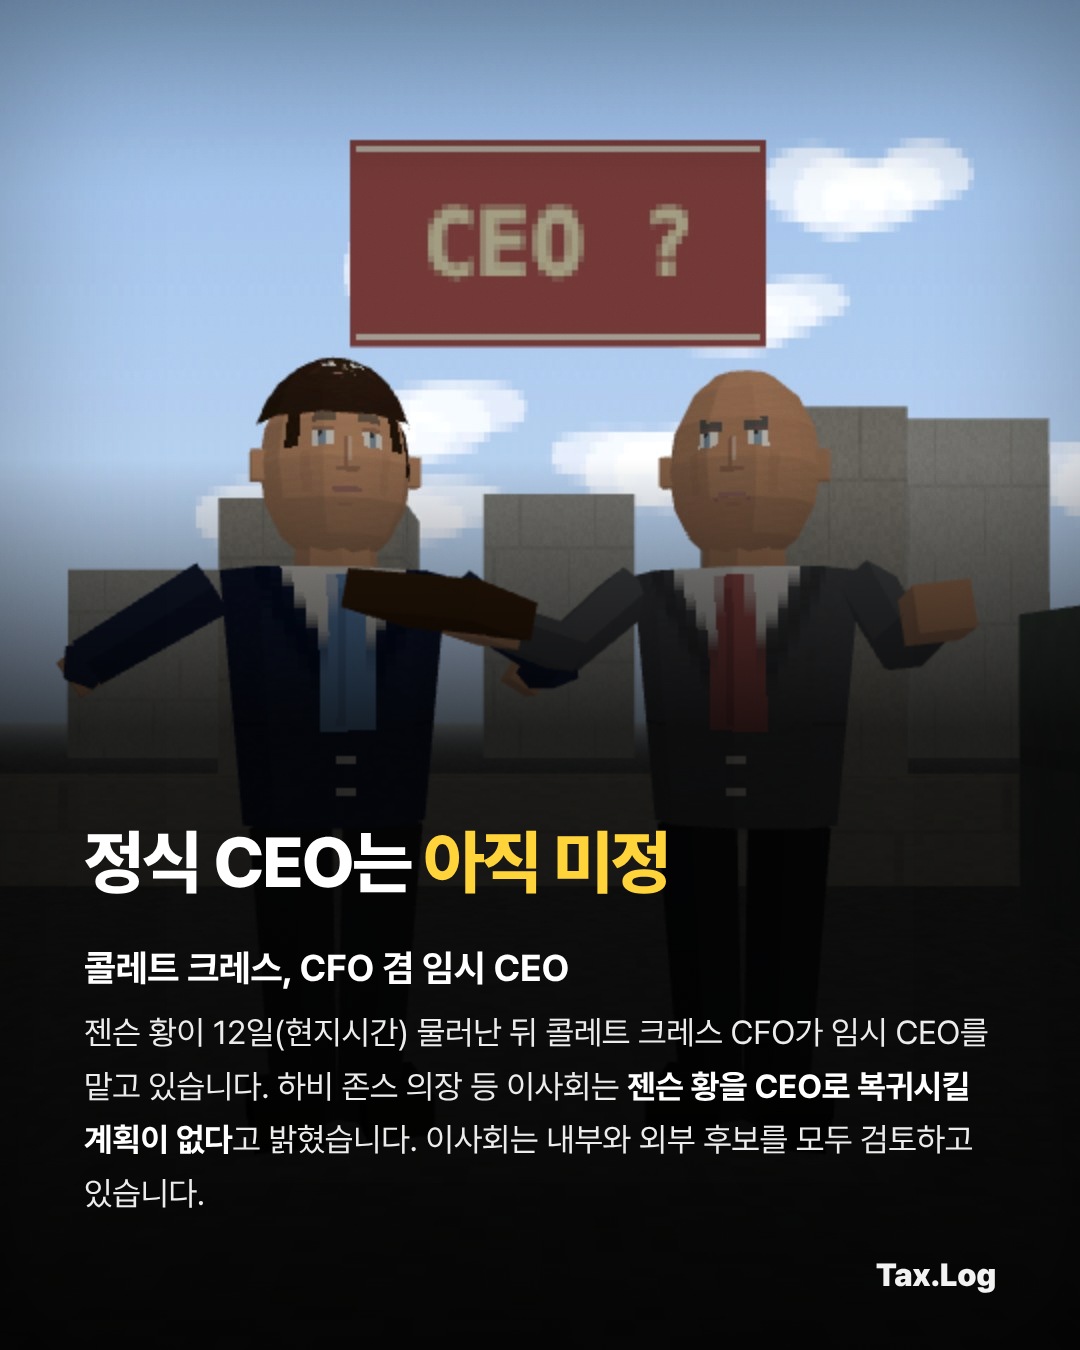 CEO ?
정식 CEO는 아직 미정
콜레트 크레스, CFO 겸 임시 CEO
젠슨 황이 12일(현지시간) 물러난 뒤 콜레트 크레스 CFO가 임시 CEO를
맡고 있습니다. 하비 존스 의장 등 이사회는 젠슨 황을 CEO로 복귀시킬
계획이 없다고 밝혔습니다. 이사회는 내부와 외부 후보를 모두 검토하고
있습니다.
Tax.Log